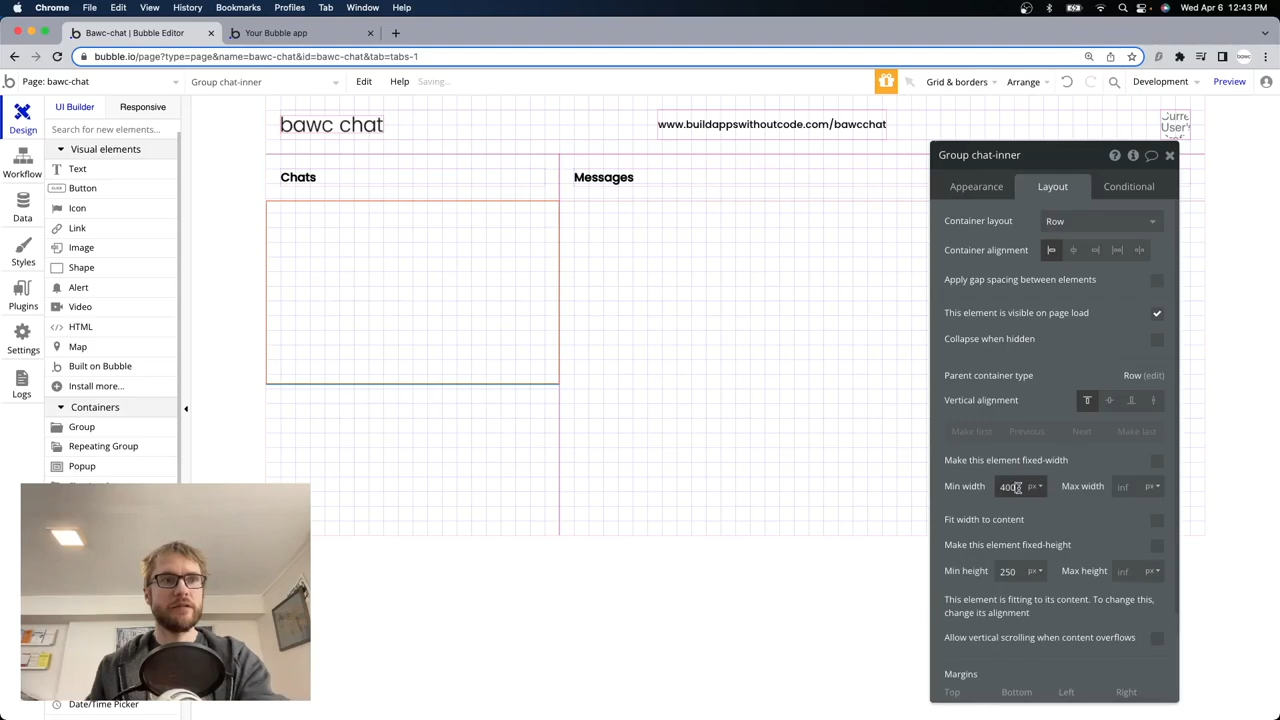 Chrome File Edit View History Bookmarks Profiles Tab Window Help Wed Apr 6 12:43 PM
Bawc-chat | Bubble Editor × Your Bubble app × +
bubble.io/page?type=page&name=bawc-chat&id=bawc-chat&tab=tabs-1
Page: bawc-chat Group chat-inner Edit Help Saving... Grid & borders Arrange Development Preview
Design
Workflow
Data
Styles
Plugins
Settings
Logs
UI Builder Responsive
Search for new elements...
Visual elements
Text
Button
Icon
Link
Image
Shape
Alert
Video
HTML
Map
Built on Bubble
Install more...
Containers
Group
Repeating Group
Popup
Date/Time Picker
bawc chat www.buildappswithoutcode.com/bawcchat
Curre
User's
Chats Messages
Group chat-inner
Appearance Layout Conditional
Container layout Row
Container alignment
Apply gap spacing between elements
This element is visible on page load
Collapse when hidden
Parent container type Row (edit)
Vertical alignment
Make first Previous Next Make last
Make this element fixed-width
Min width 400 px Max width inf px
Fit width to content
Make this element fixed-height
Min height 250 px Max height inf px
This element is fitting to its content. To change this,
change its alignment
Allow vertical scrolling when content overflows
Margins
Top Bottom Left Right